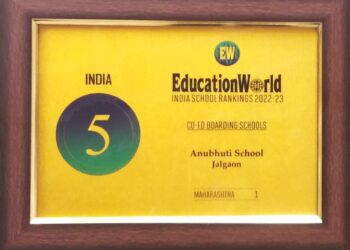 EW
INDIA
5
EducationWorld
INDIA SCHOOL RANKINGS 2022-23
CO-ED BOARDING SCHOOLS
Anubhuti School
Jalgaon
MAHARASHTRA 1